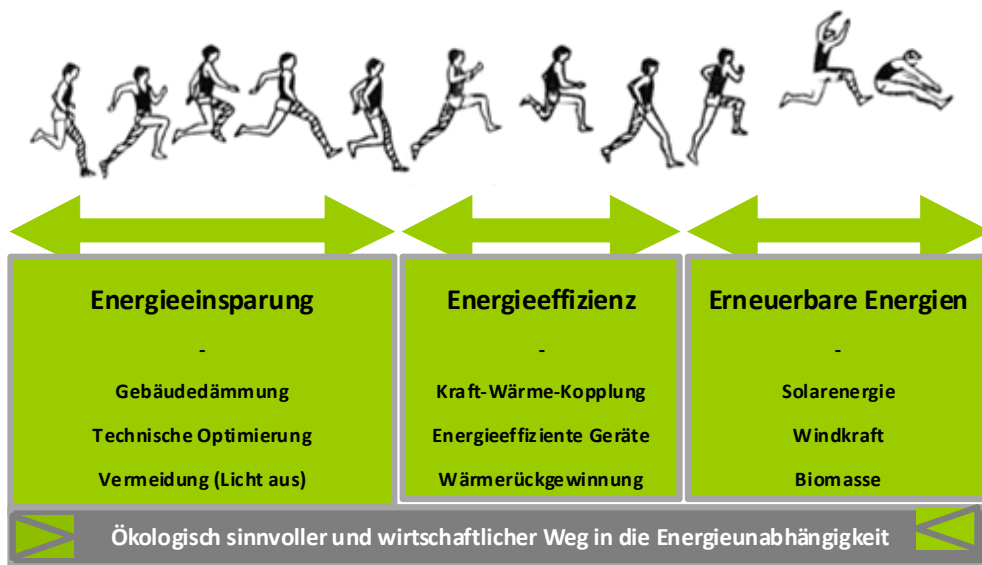 Energieeinsparung
-
Gebäudedämmung
Technische Optimierung
Vermeidung (Licht aus)
Energieeffizienz
-
Kraft-Wärme-Kopplung
Energieeffiziente Geräte
Wärmerückgewinnung
Erneuerbare Energien
-
Solarenergie
Windkraft
Biomasse
Ökologisch sinnvoller und wirtschaftlicher Weg in die Energieunabhängigkeit